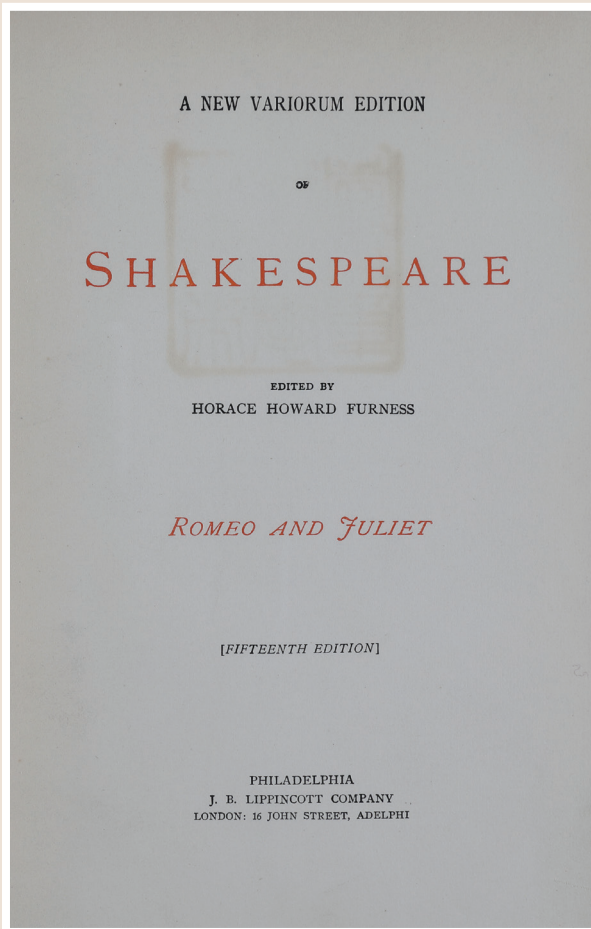 A NEW VARIORUM EDITION
OF
SHAKESPEARE
EDITED BY
HORACE HOWARD FURNESS
ROMEO AND JULIET
[FIFTEENTH EDITION]
PHILADELPHIA
J. B. LIPPINCOTT COMPANY
LONDON: 16 JOHN STREET, ADELPHI